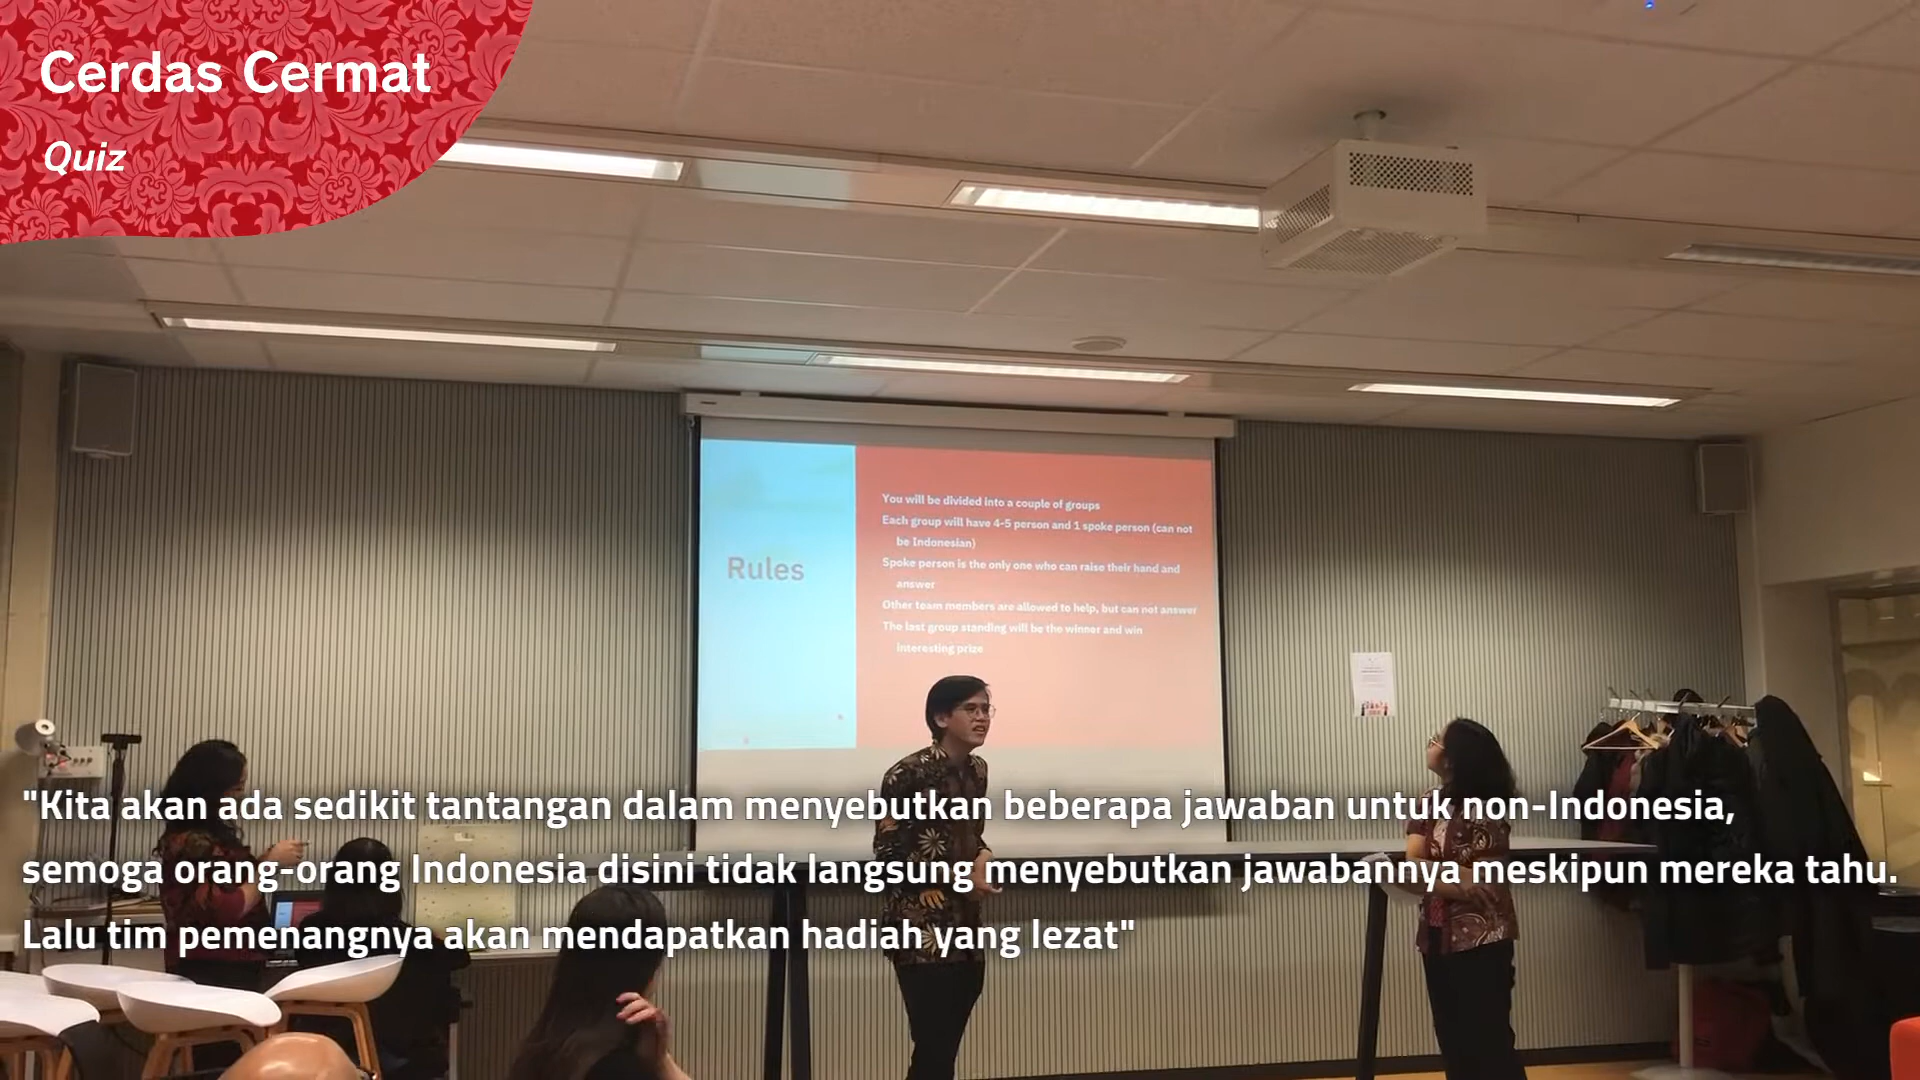 Cerdas Cermat
Quiz
Rules
You will be divided into a couple of groups
Each group will have 4-5 person and 1 spoke person (can not
be Indonesian)
Spoke person is the only one who can raise their hand and
answer
Other team members are allowed to help, but can not answer
The last group standing will be the winner and win
interesting prize
"Kita akan ada sedikit tantangan dalam menyebutkan beberapa jawaban untuk non-Indonesia,
semoga orang-orang Indonesia disini tidak langsung menyebutkan jawabannya meskipun mereka tahu.
Lalu tim pemenangnya akan mendapatkan hadiah yang lezat"